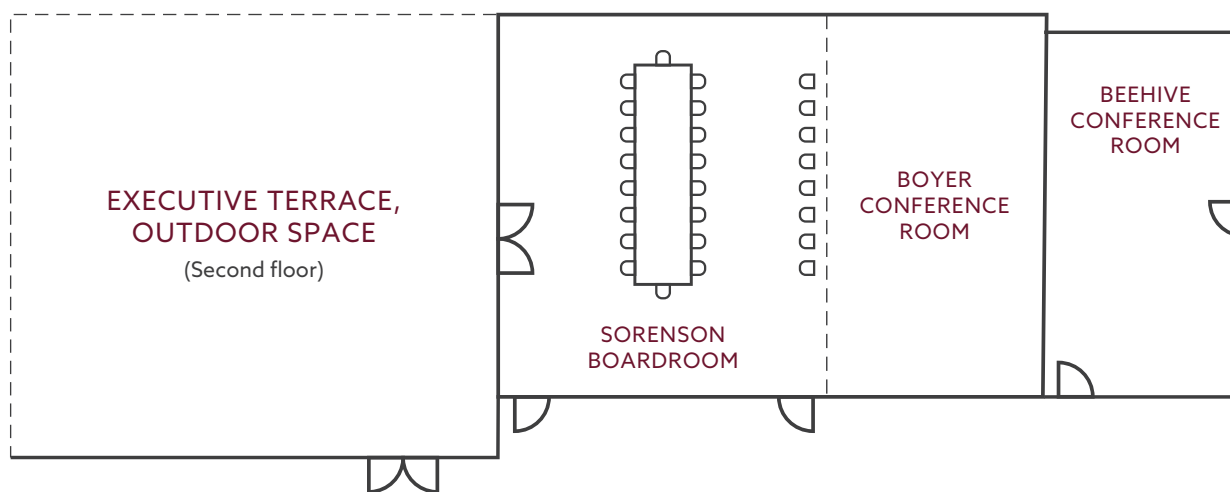 EXECUTIVE TERRACE,
OUTDOOR SPACE
(Second floor)
SORENSON
BOARDROOM
BOYER
CONFERENCE
ROOM
BEEHIVE
CONFERENCE
ROOM